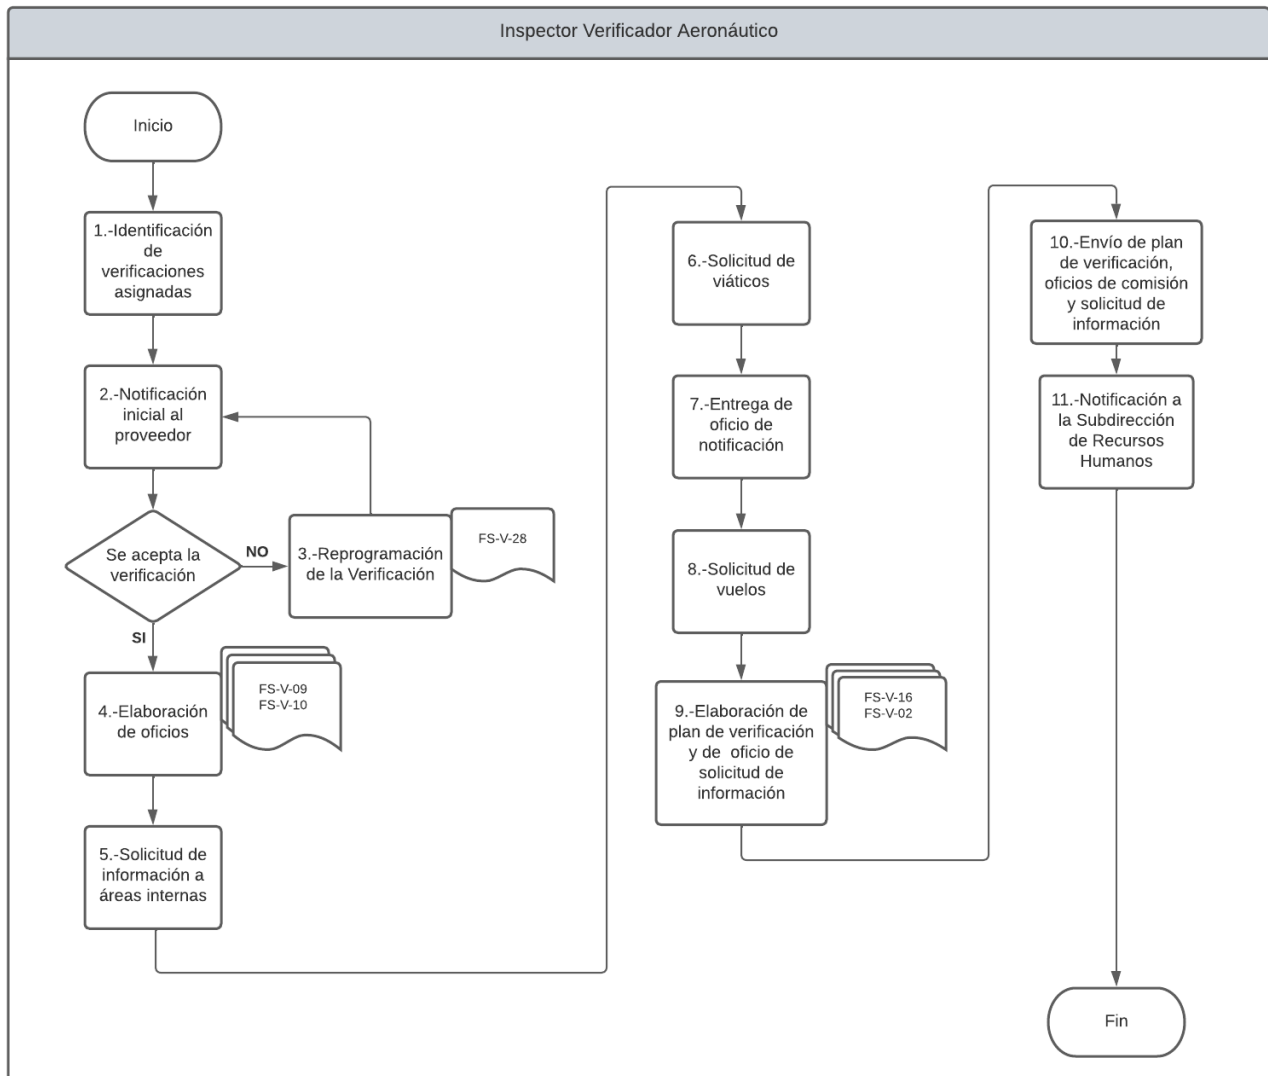 Inspector Verificador Aeronáutico
Inicio
1.-Identificación
de
verificaciones
asignadas
2.-Notificación
inicial al
proveedor
Se acepta la
verificación
NO
3.-Reprogramación
de la Verificación
FS-V-28
SI
4.-Elaboración
de oficios
FS-V-09
FS-V-10
5.-Solicitud de
información a
áreas internas
6.-Solicitud de
viáticos
7.-Entrega de
oficio de
notificación
8.-Solicitud de
vuelos
9.-Elaboración de
plan de verificación
y de oficio de
solicitud de
información
FS-V-16
FS-V-02
10.-Envío de plan
de verificación,
oficios de comisión
y solicitud de
información
11.-Notificación a
la Subdirección
de Recursos
Humanos
Fin